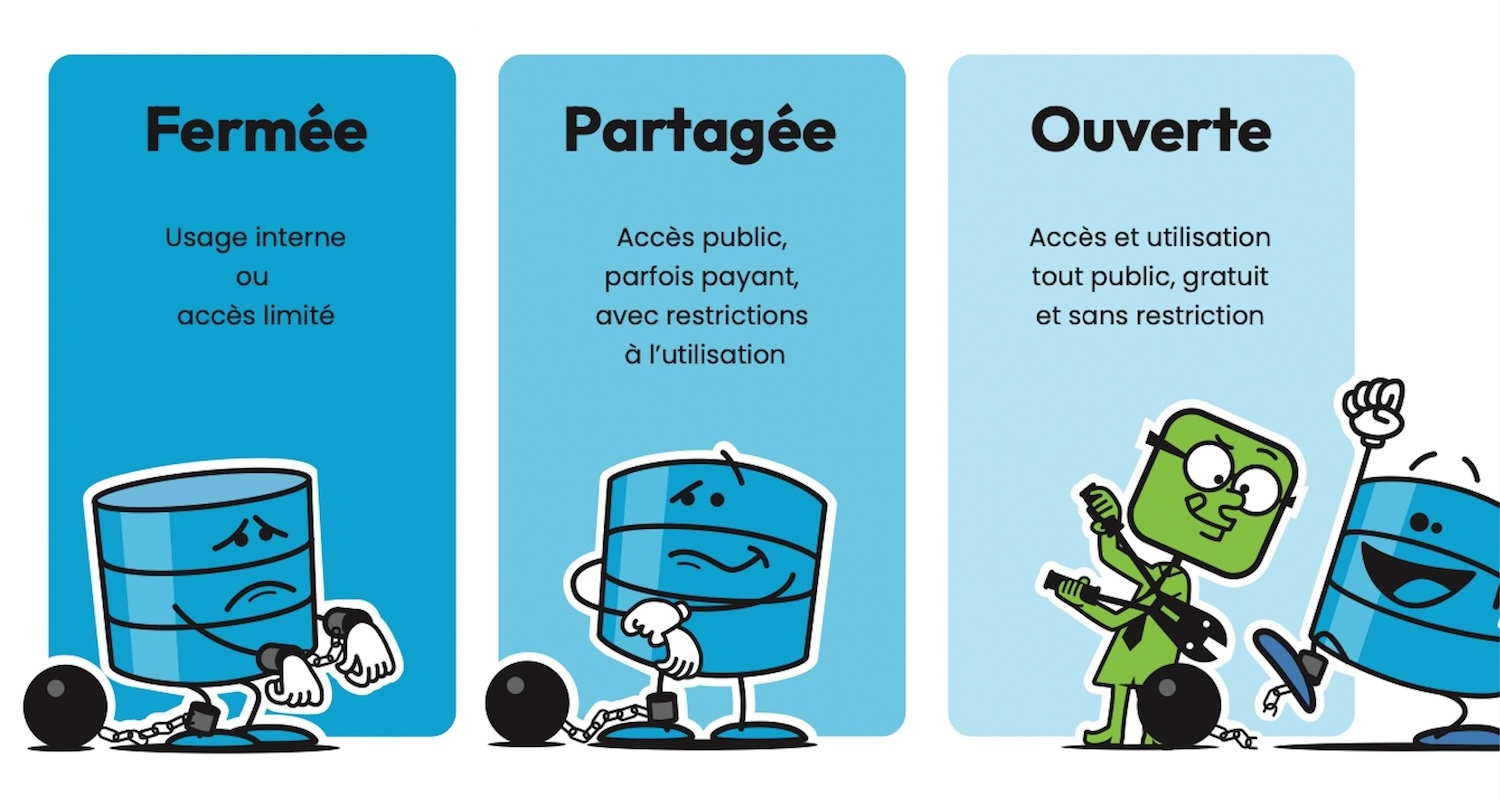 Fermée
Usage interne
ou
accès limité
Partagée
Accès public,
parfois payant,
avec restrictions
à l’utilisation
Ouverte
Accès et utilisation
tout public, gratuit
et sans restriction